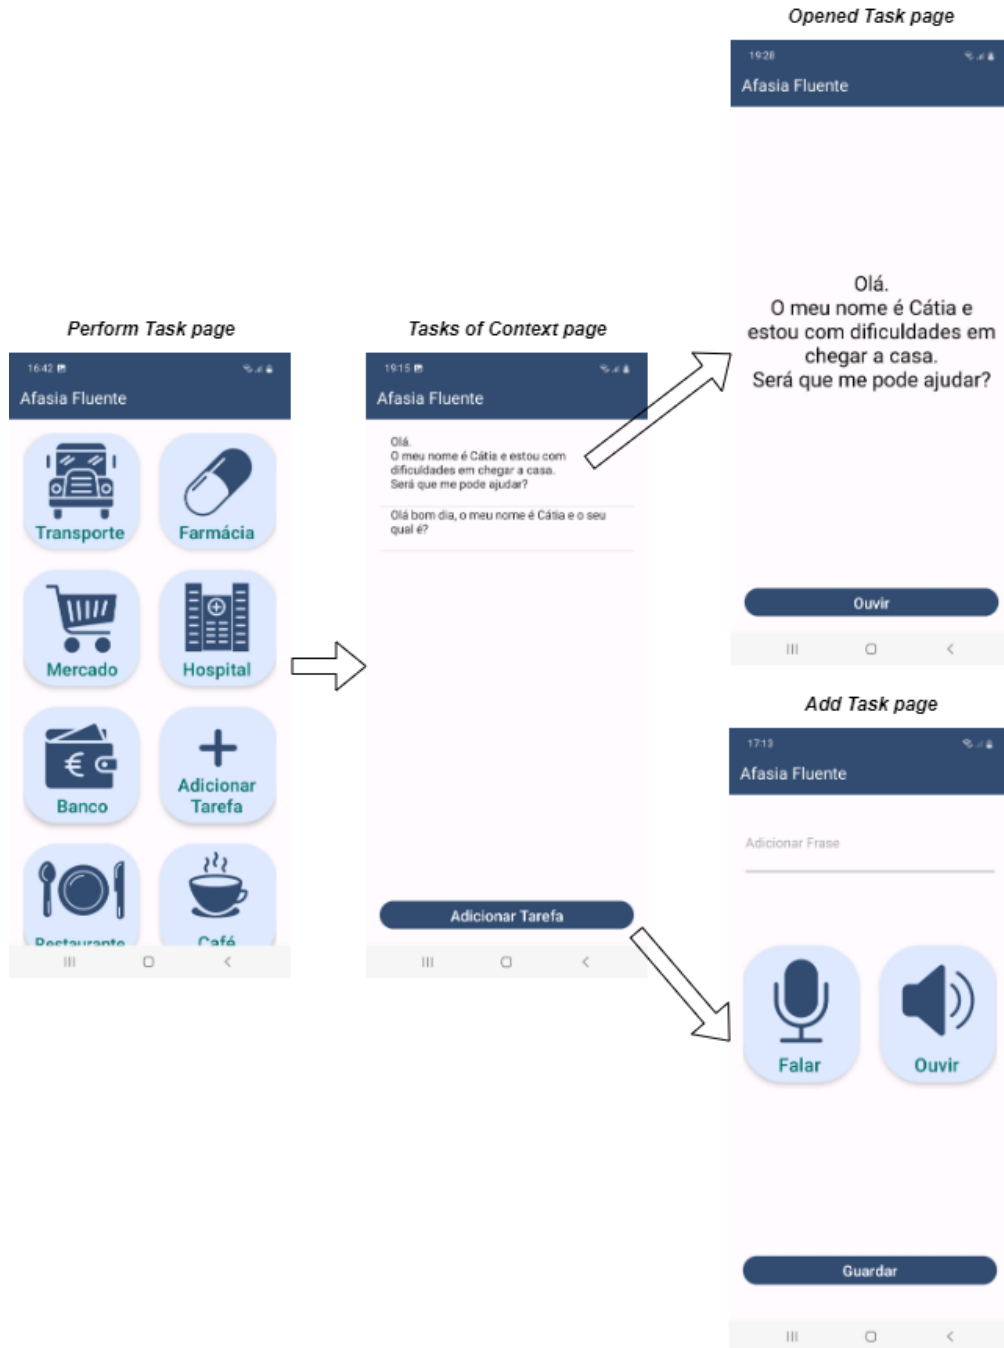 Opened Task page
19:28
Afasia Fluente
Olá.
O meu nome é Cátia e
estou com dificuldades em
chegar a casa.
Será que me pode ajudar?
Ouvir
Perform Task page
16:42
Afasia Fluente
Transporte
Farmácia
Mercado
Hospital
Banco
Adicionar
Tarefa
Restaurante
Café
Tasks of Context page
19:15
Afasia Fluente
Olá.
O meu nome é Cátia e estou com
dificuldades em chegar a casa.
Será que me pode ajudar?
Olá bom dia, o meu nome é Cátia e o seu
qual é?
Adicionar Tarefa
Add Task page
17:13
Afasia Fluente
Adicionar Frase
Falar
Ouvir
Guardar